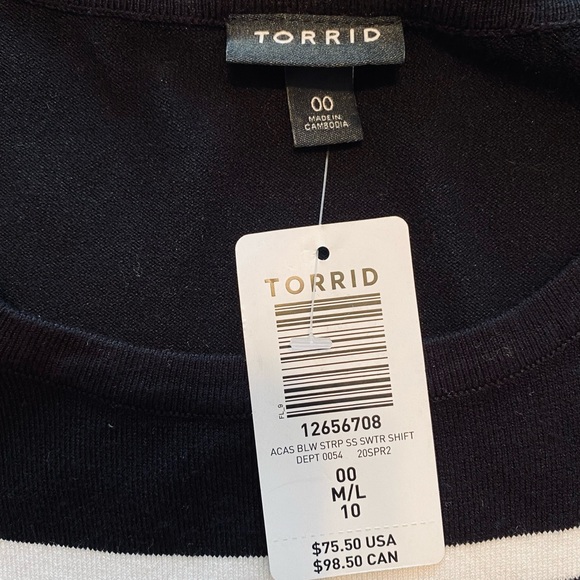 TORRID
00
MADE IN
CAMBODIA
TORRID
FL_9
12656708
ACAS BLW STRP SS SWTR SHIFT
DEPT 0054 20SPR2
00
M/L
10
$75.50 USA
$98.50 CAN